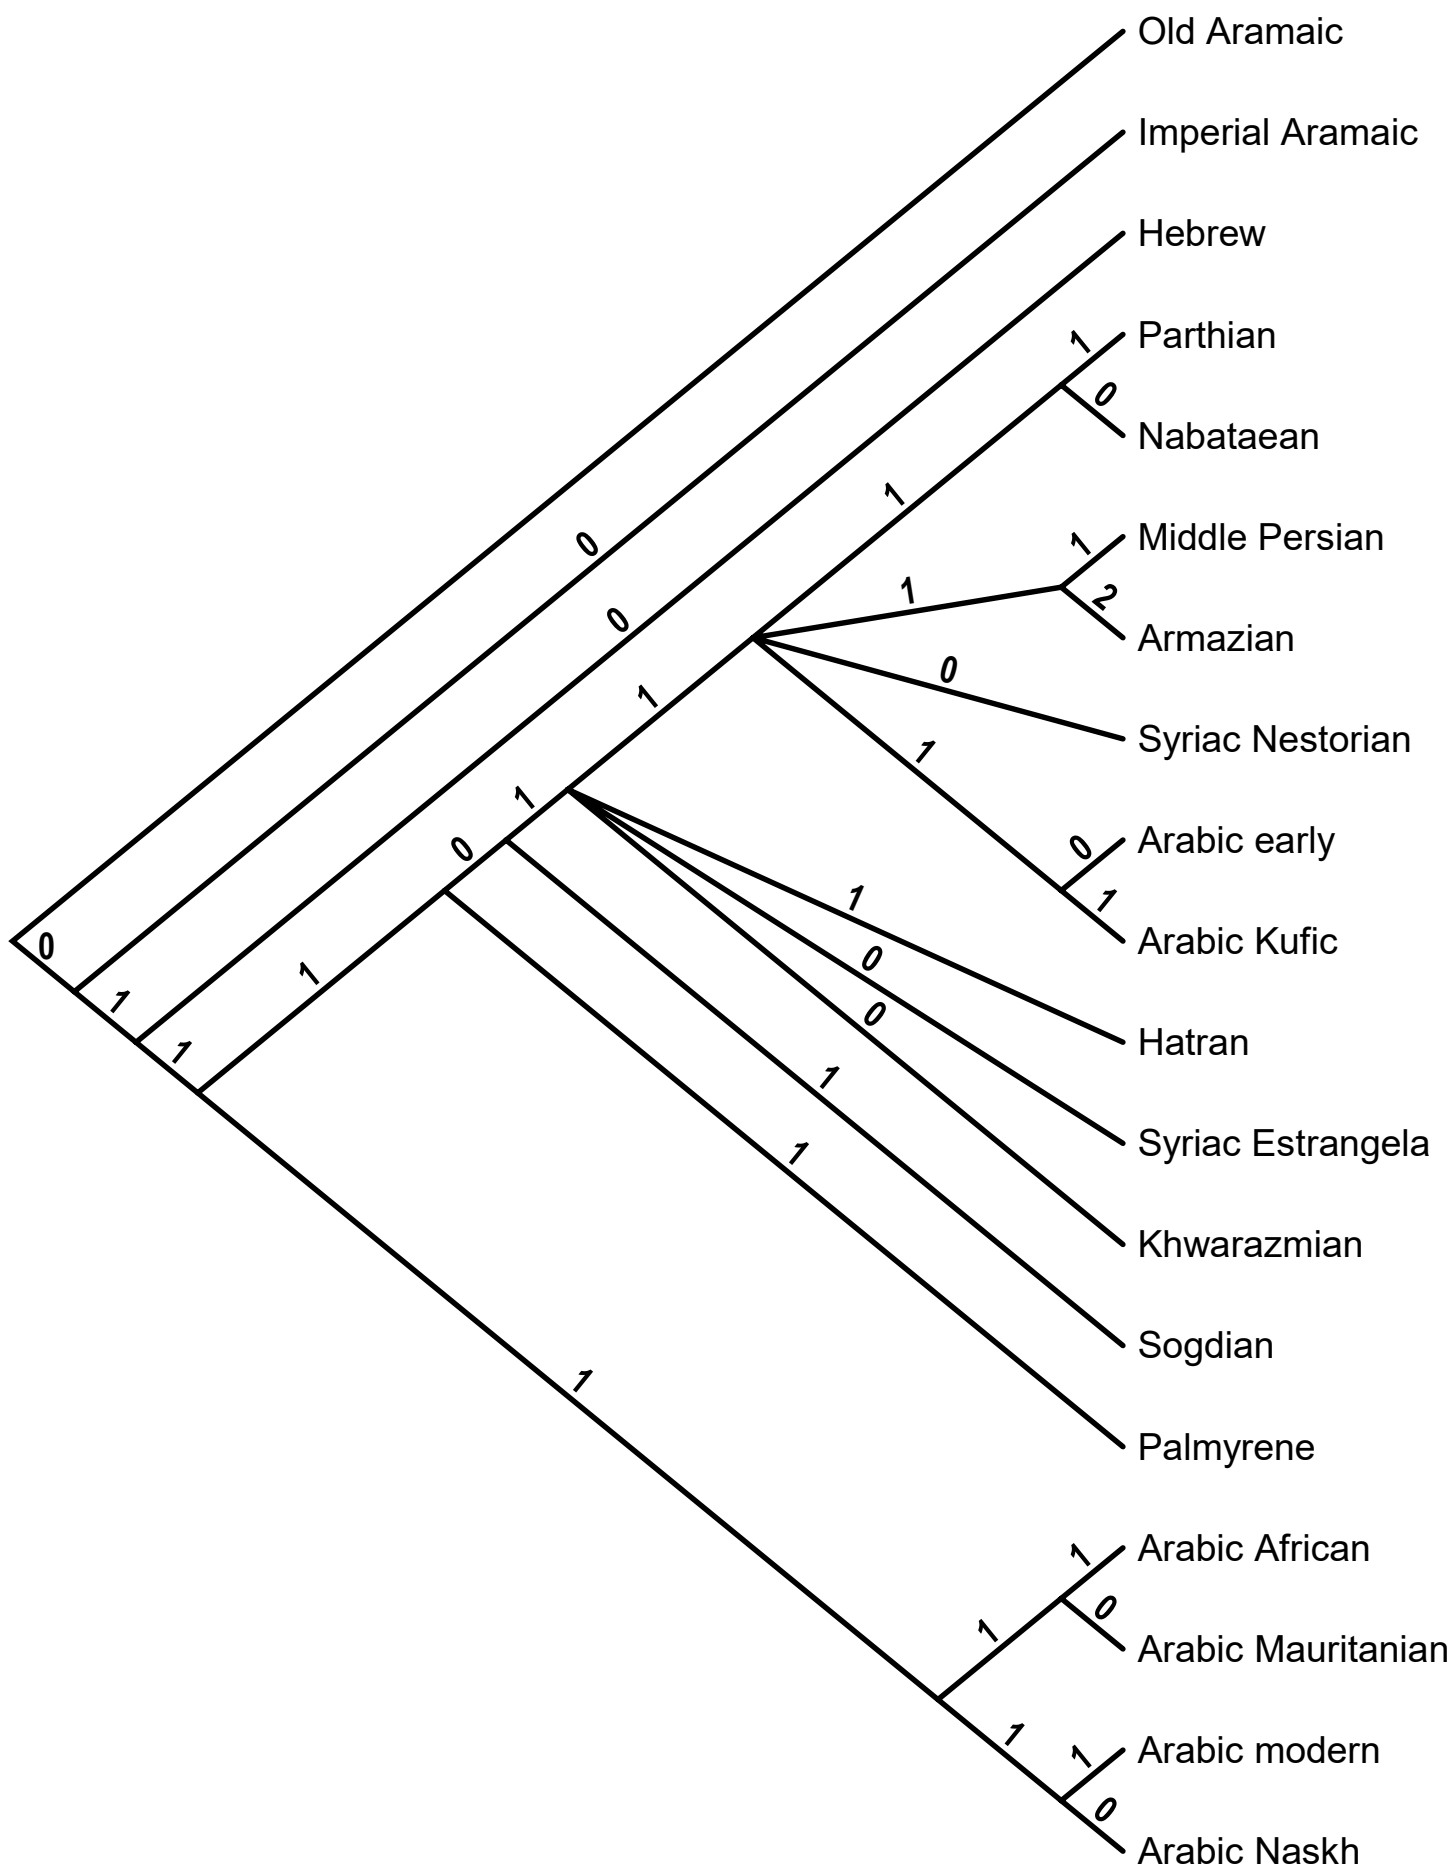 Old Aramaic
Imperial Aramaic
Hebrew
1 Parthian
0
Nabataean
1
1 Middle Persian
0
1
2
0
Armazian
0
1
Syriac Nestorian
1
1
0 Arabic early
0
1
1
Arabic Kufic
0
0
1
1
0
Hatran
1
1
Syriac Estrangela
1
Khwarazmian
Sogdian
1
Palmyrene
1 Arabic African
0
1
Arabic Mauritanian
1
1 Arabic modern
0
Arabic Naskh